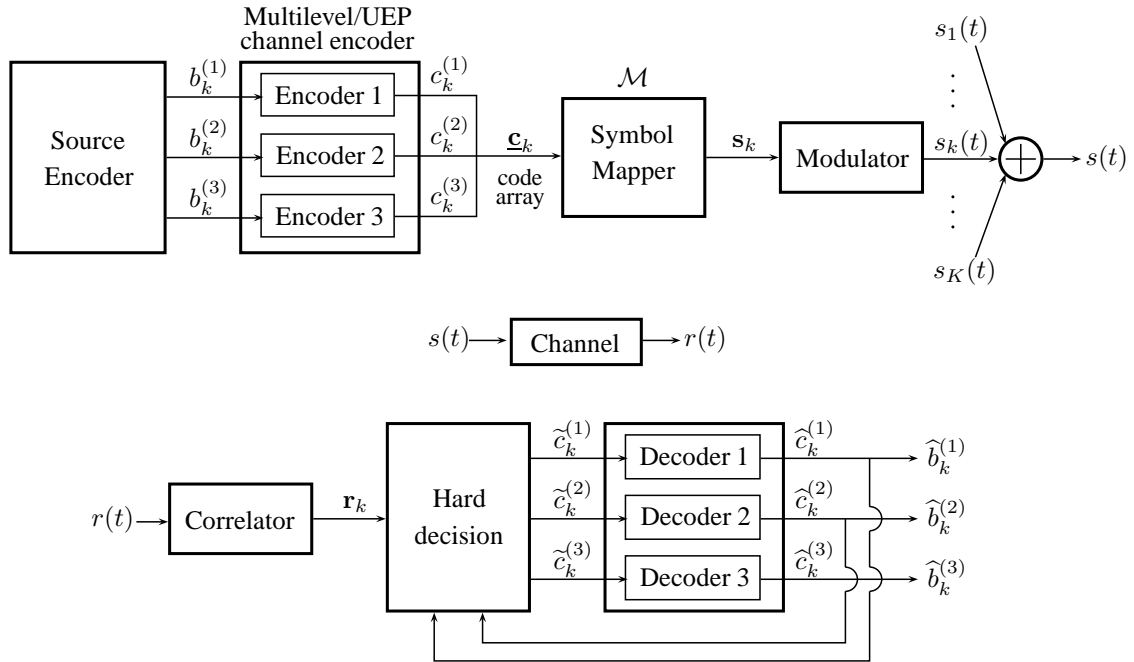 Multilevel/UEP
channel encoder
Source
Encoder
b_k^{(1)}
b_k^{(2)}
b_k^{(3)}
Encoder 1
Encoder 2
Encoder 3
c_k^{(1)}
c_k^{(2)}
c_k^{(3)}
\underline{\mathbf{c}}_k
code
array
\mathcal{M}
Symbol
Mapper
\mathbf{s}_k
Modulator
s_1(t)
s_k(t)
s_K(t)
+
s(t)
s(t)
Channel
r(t)
r(t)
Correlator
\mathbf{r}_k
Hard
decision
\widetilde{c}_k^{(1)}
\widetilde{c}_k^{(2)}
\widetilde{c}_k^{(3)}
Decoder 1
Decoder 2
Decoder 3
\widehat{c}_k^{(1)}
\widehat{c}_k^{(2)}
\widehat{c}_k^{(3)}
\widehat{b}_k^{(1)}
\widehat{b}_k^{(2)}
\widehat{b}_k^{(3)}